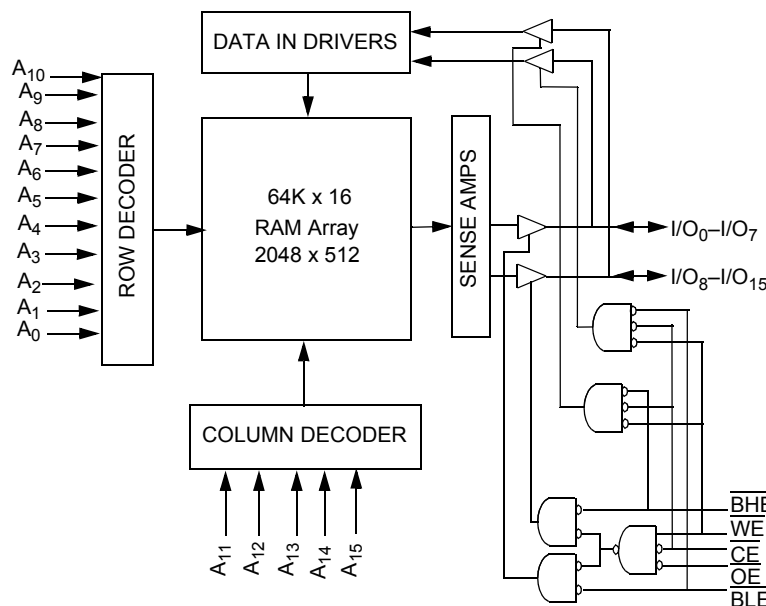 DATA IN DRIVERS
A10
A9
A8
A7
A6
A5
A4
A3
A2
A1
A0
ROW DECODER
64K x 16
RAM Array
2048 x 512
SENSE AMPS
I/O0–I/O7
I/O8–I/O15
COLUMN DECODER
A11
A12
A13
A14
A15
BHE
WE
CE
OE
BLE